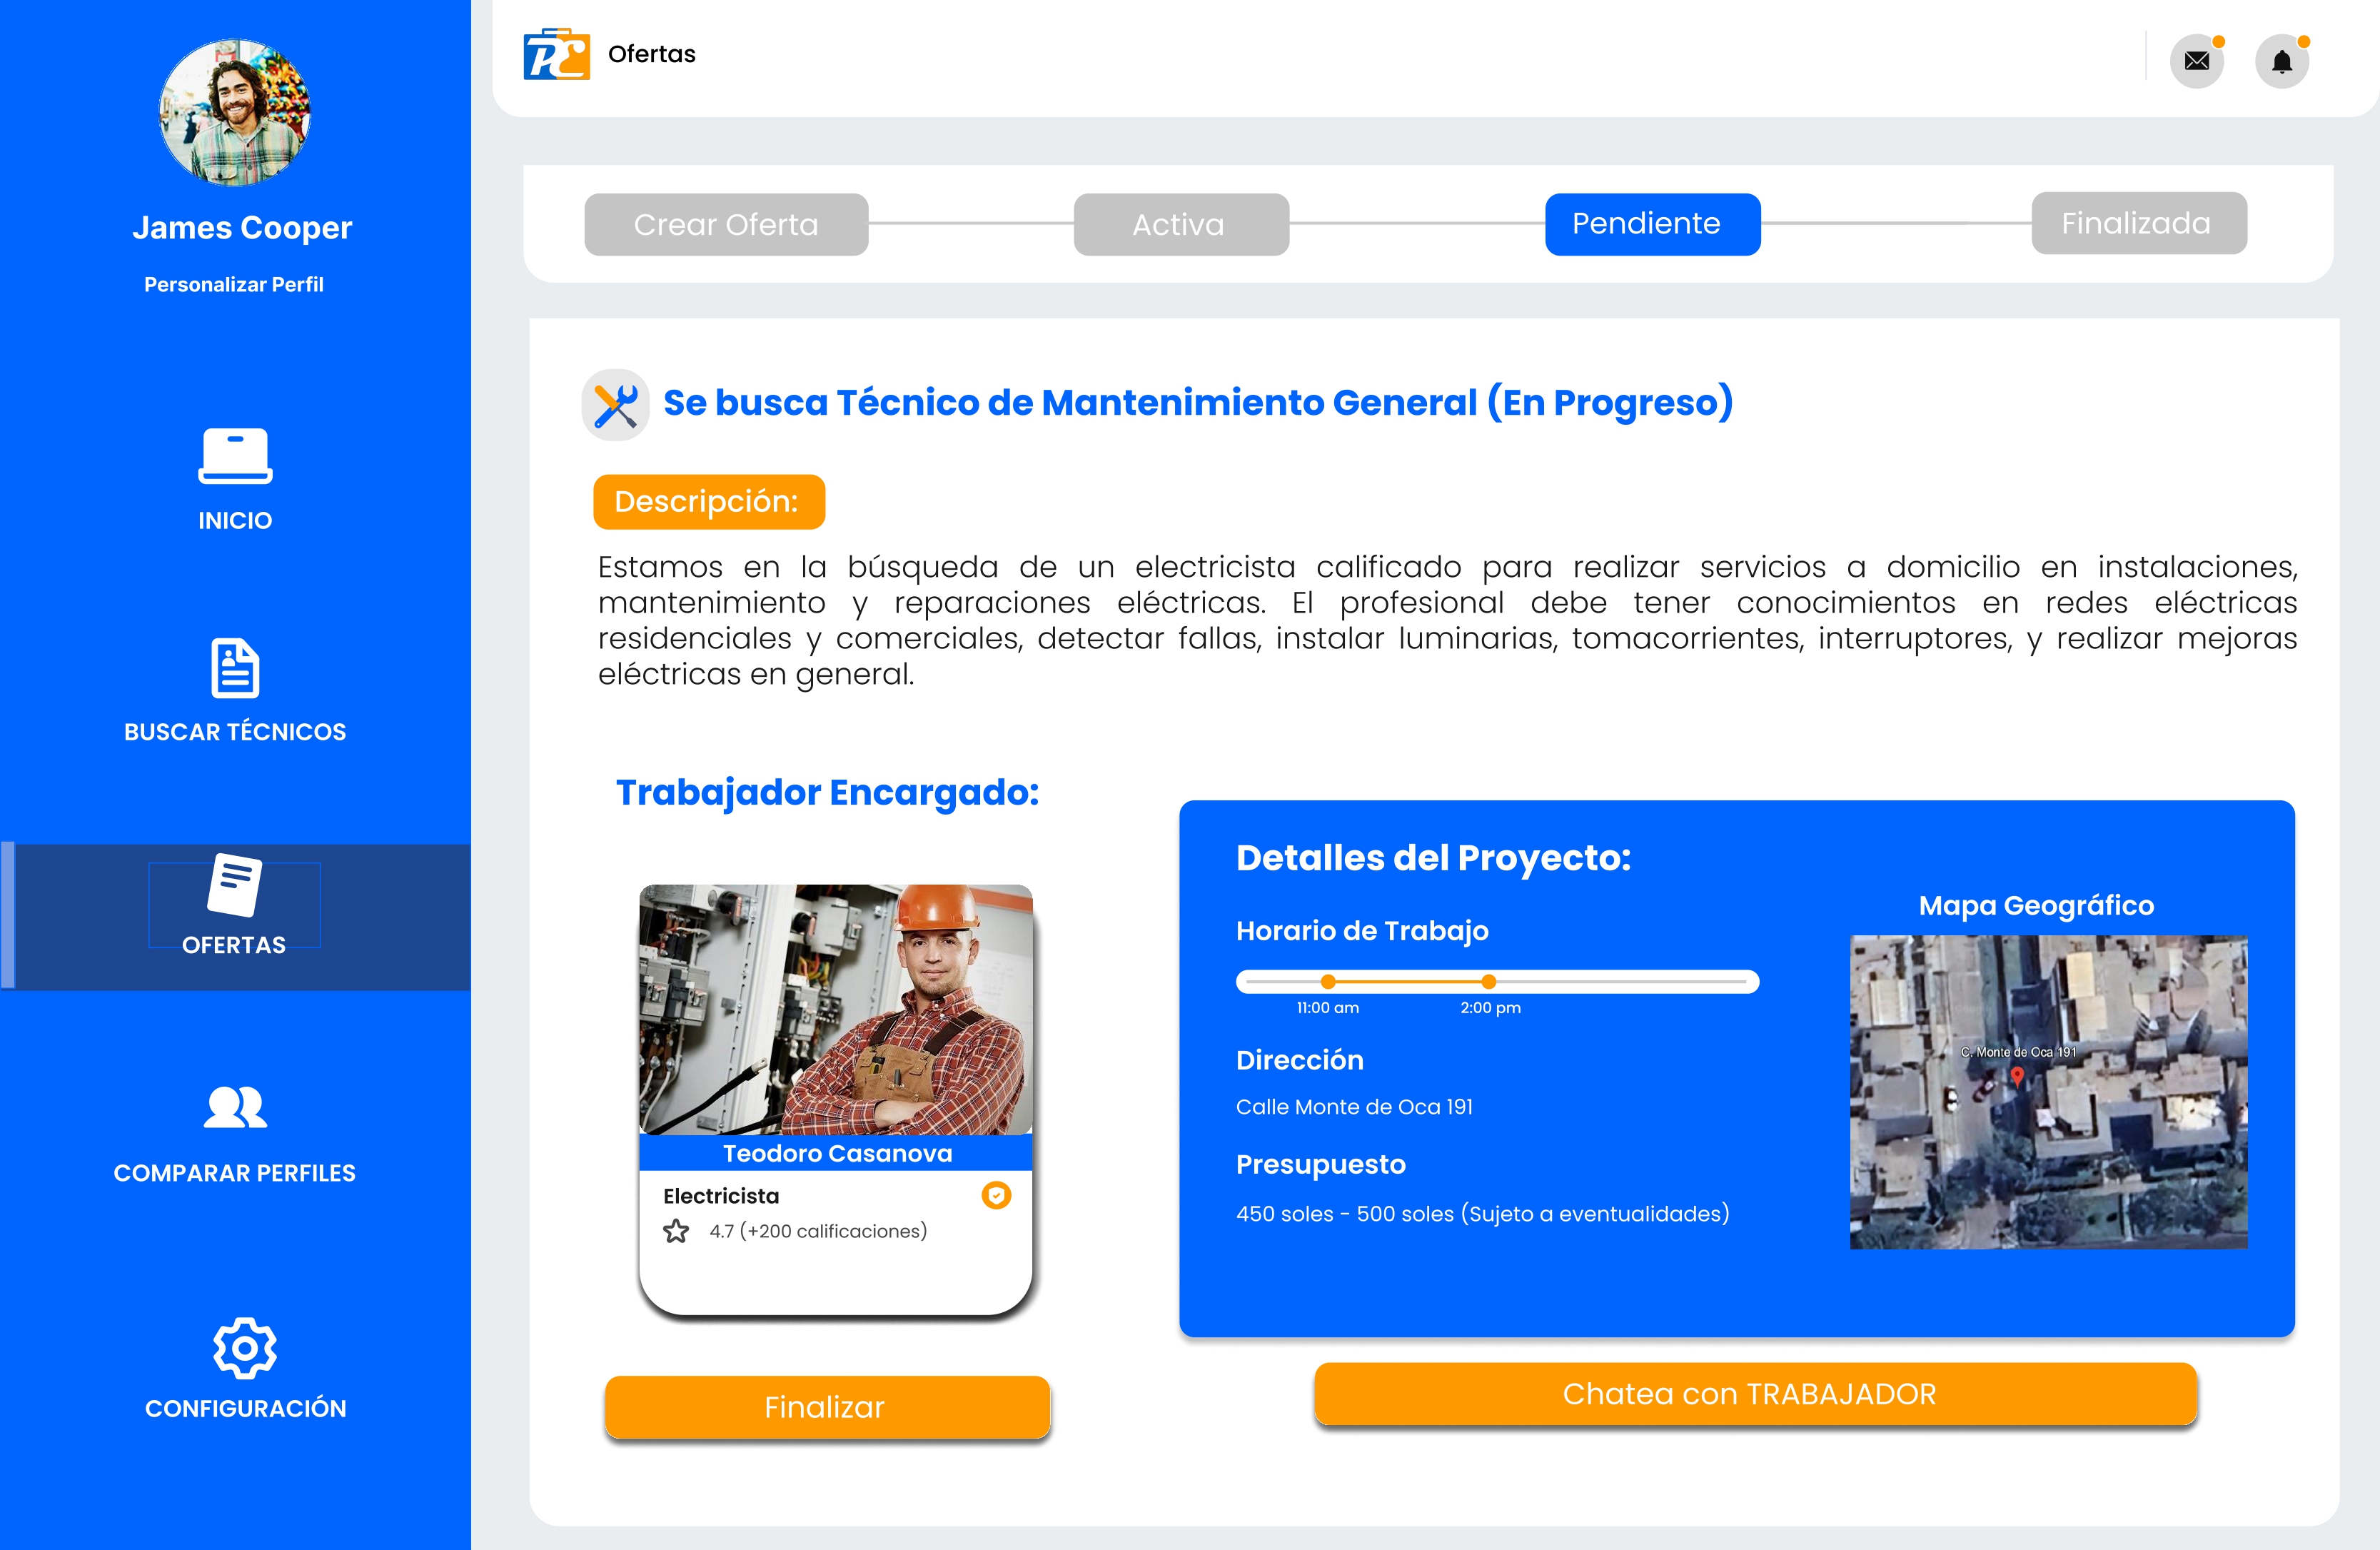 James Cooper
Personalizar Perfil
INICIO
BUSCAR TÉCNICOS
OFERTAS
COMPARAR PERFILES
CONFIGURACIÓN
Ofertas
Crear Oferta
Activa
Pendiente
Finalizada
Se busca Técnico de Mantenimiento General (En Progreso)
Descripción:
Estamos en la búsqueda de un electricista calificado para realizar servicios a domicilio en instalaciones,
mantenimiento y reparaciones eléctricas. El profesional debe tener conocimientos en redes eléctricas
residenciales y comerciales, detectar fallas, instalar luminarias, tomacorrientes, interruptores, y realizar mejoras
eléctricas en general.
Trabajador Encargado:
Teodoro Casanova
Electricista
4.7 (+200 calificaciones)
Finalizar
Detalles del Proyecto:
Horario de Trabajo
11:00 am
2:00 pm
Dirección
Calle Monte de Oca 191
Presupuesto
450 soles - 500 soles (Sujeto a eventualidades)
Mapa Geográfico
C. Monte de Oca 191
Chatea con TRABAJADOR